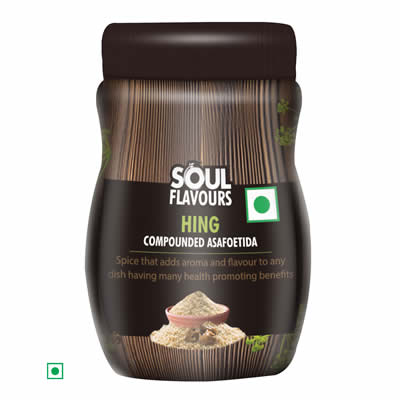 SOUL
FLAVOURS
HING
COMPOUNDED ASAFOETIDA
Spice that adds aroma and flavour to any
dish having many health promoting benefits